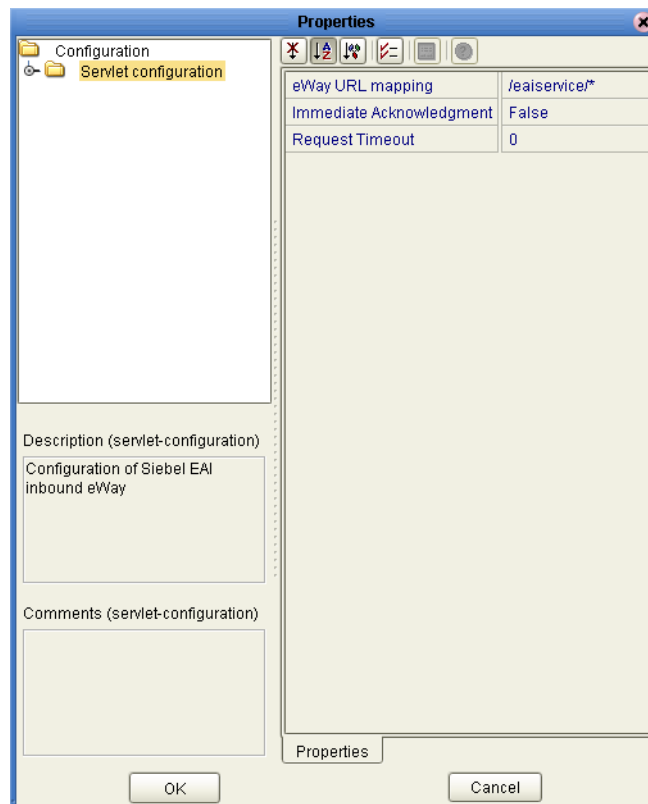 Properties
Configuration
Servlet configuration
eWay URL mapping /eaiservice/*
Immediate Acknowledgment False
Request Timeout 0
Description (servlet-configuration)
Configuration of Siebel EAI
inbound eWay
Comments (servlet-configuration)
Properties
OK Cancel